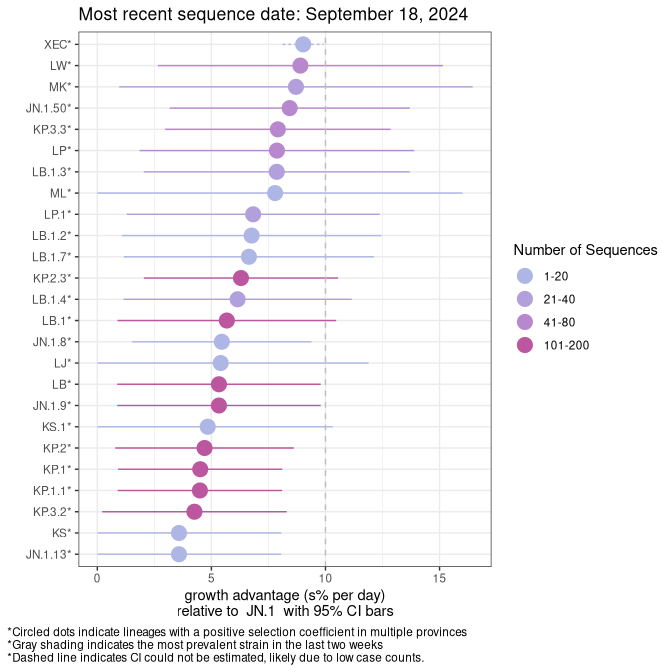 Most recent sequence date: September 18, 2024
XEC*
LW*
MK*
JN.1.50*
KP.3.3*
LP*
LB.1.3*
ML*
LP.1*
LB.1.2*
LB.1.7*
KP.2.3*
LB.1.4*
LB.1*
JN.1.8*
LJ*
LB*
JN.1.9*
KS.1*
KP.2*
KP.1*
KP.1.1*
KP.3.2*
KS*
JN.1.13*
0 5 10 15
growth advantage (s% per day)
relative to JN.1 with 95% CI bars
Number of Sequences
1-20
21-40
41-80
101-200
*Circled dots indicate lineages with a positive selection coefficient in multiple provinces
*Gray shading indicates the most prevalent strain in the last two weeks
*Dashed line indicates CI could not be estimated, likely due to low case counts.